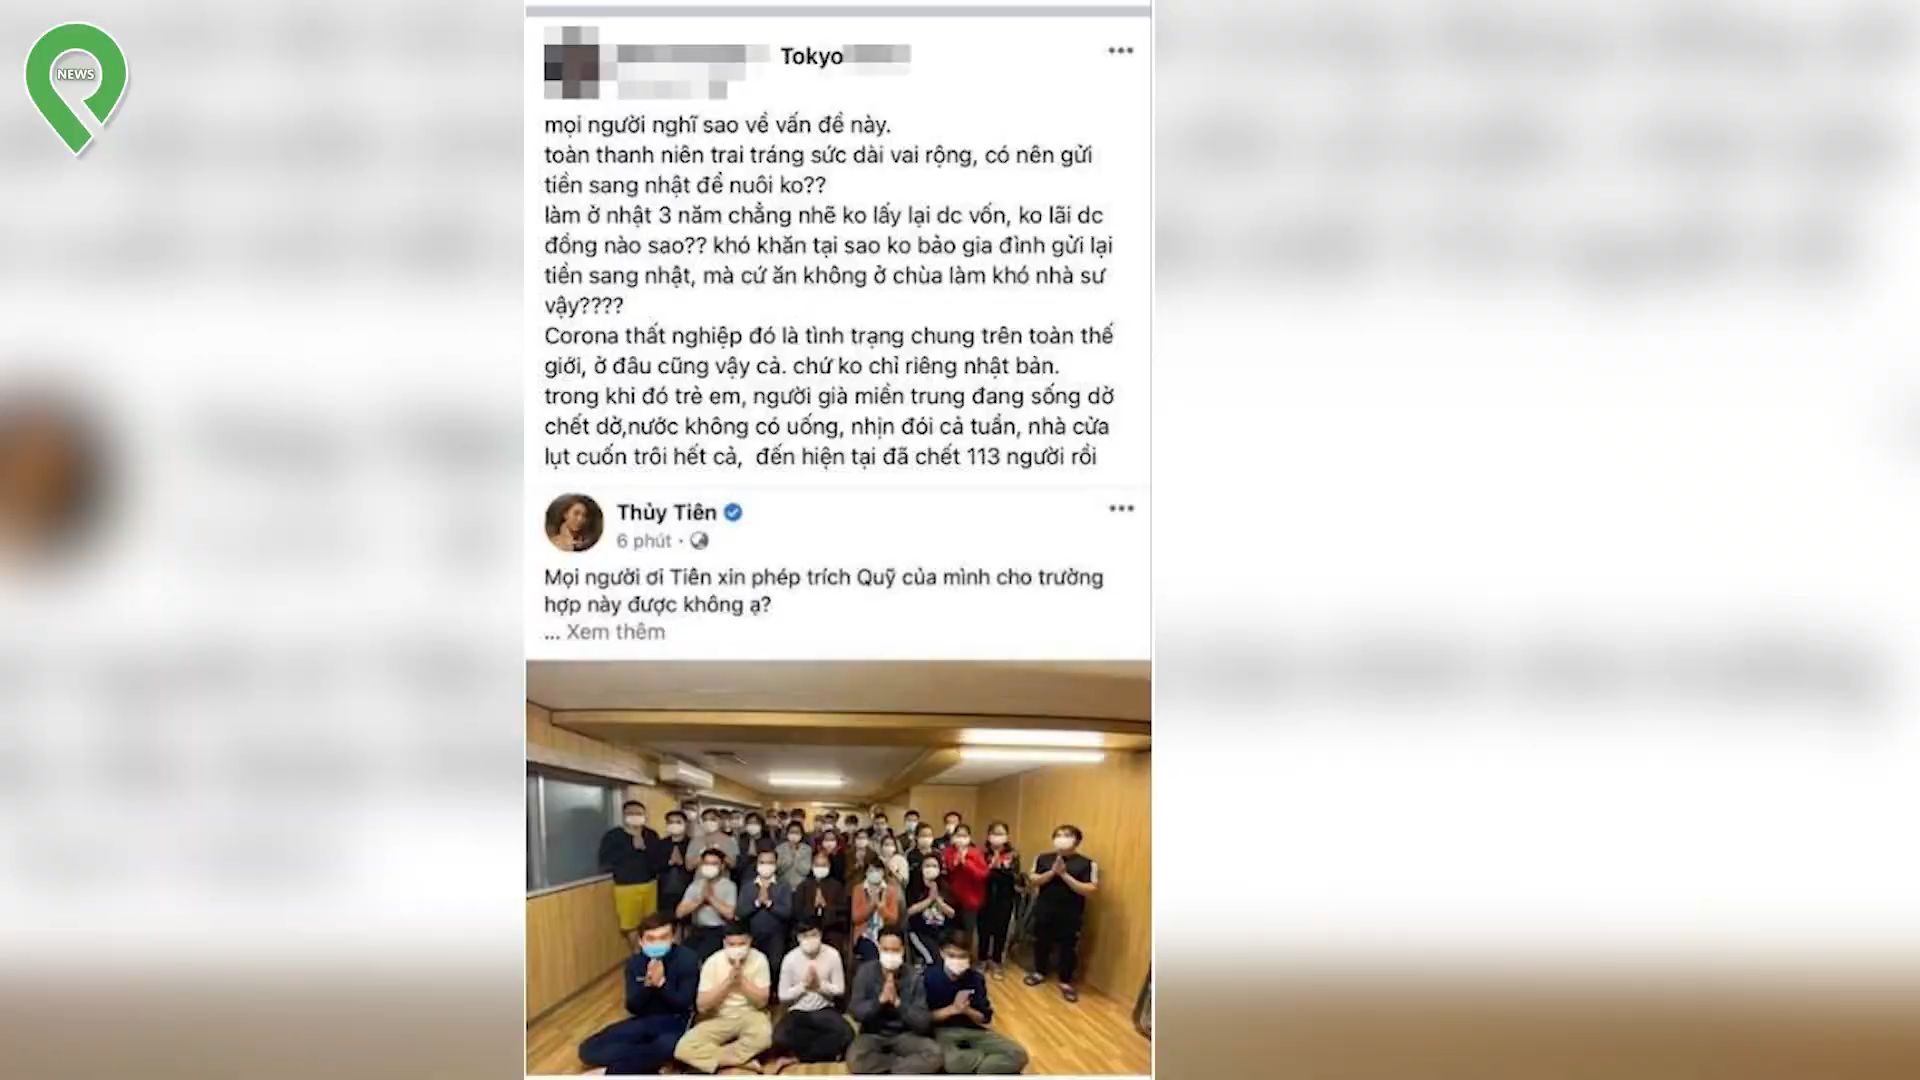 NEWS
Tokyo
mọi người nghĩ sao về vấn đề này.
toàn thanh niên trai tráng sức dài vai rộng, có nên gửi
tiền sang nhật để nuôi ko??
làm ở nhật 3 năm chẳng nhẽ ko lấy lại dc vốn, ko lãi dc
đồng nào sao?? khó khăn tại sao ko bảo gia đình gửi lại
tiền sang nhật, mà cứ ăn không ở chùa làm khó nhà sư
vậy????
Corona thất nghiệp đó là tình trạng chung trên toàn thế
giới, ở đâu cũng vậy cả. chứ ko chỉ riêng nhật bản.
trong khi đó trẻ em, người già miền trung đang sống dở
chết dở,nước không có uống, nhịn đói cả tuần, nhà cửa
lụt cuốn trôi hết cả, đến hiện tại đã chết 113 người rồi
Thủy Tiên
6 phút ·
Mọi người ơi Tiên xin phép trích Quỹ của mình cho trường
hợp này được không ạ?
... Xem thêm